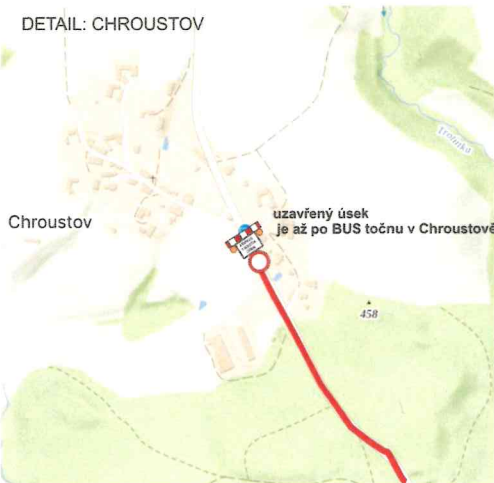 DETAIL: CHROUSTOV
Trotinka
Chroustov
uzavřený úsek
je až po BUS točnu v Chroustově
458